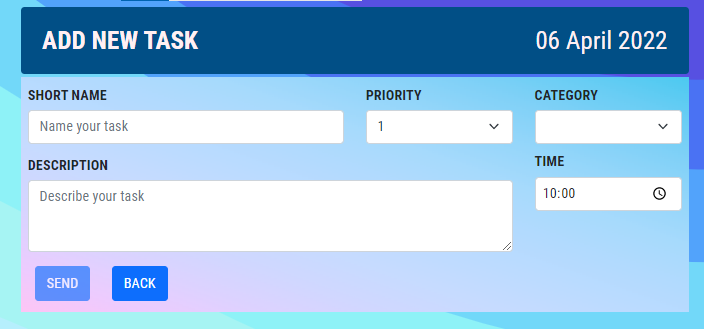 ADD NEW TASK
06 April 2022
SHORT NAME
PRIORITY
CATEGORY
Name your task
1
DESCRIPTION
TIME
Describe your task
10:00
SEND
BACK